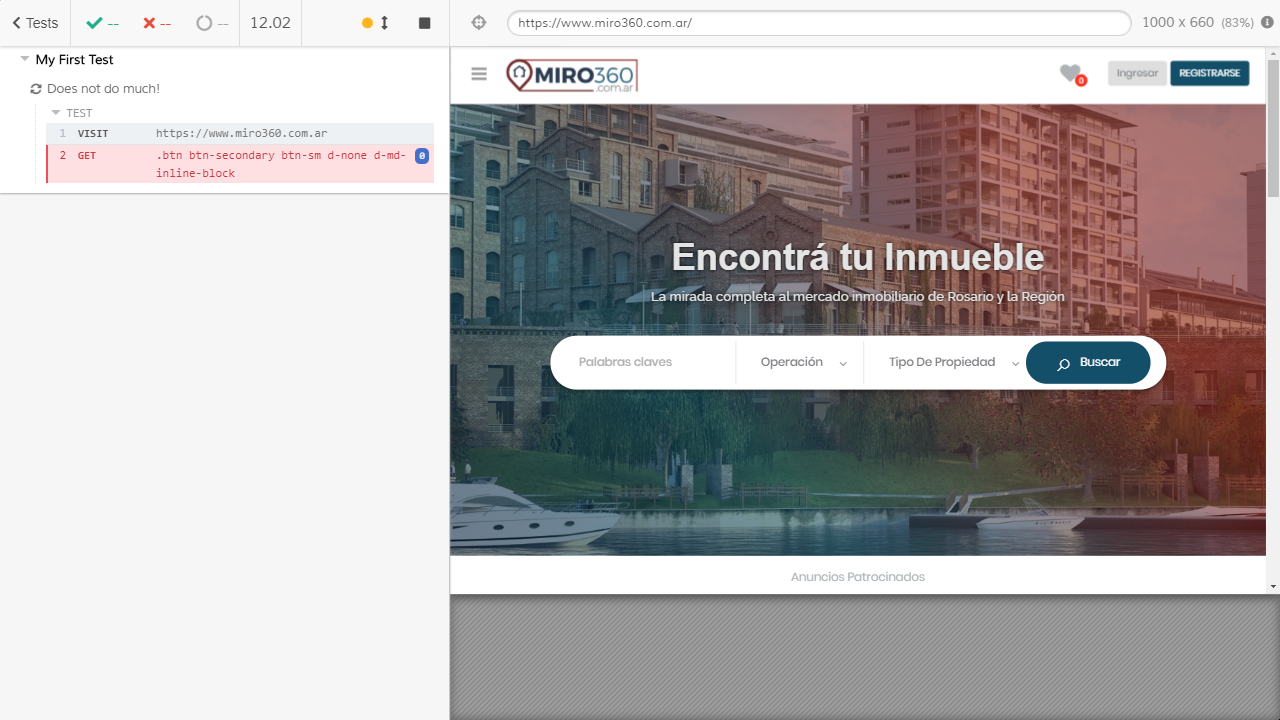 Tests
--
--
--
12.02
https://www.miro360.com.ar/
1000 x 660 (83%)
My First Test
Does not do much!
TEST
1 VISIT https://www.miro360.com.ar
2 GET .btn btn-secondary btn-sm d-none d-md- 0
inline-block
MIRO360
.com.ar
0
Ingresar
REGISTRARSE
Encontrá tu Inmueble
La mirada completa al mercado inmobiliario de Rosario y la Región
Palabras claves
Operación
Tipo De Propiedad
Buscar
Anuncios Patrocinados